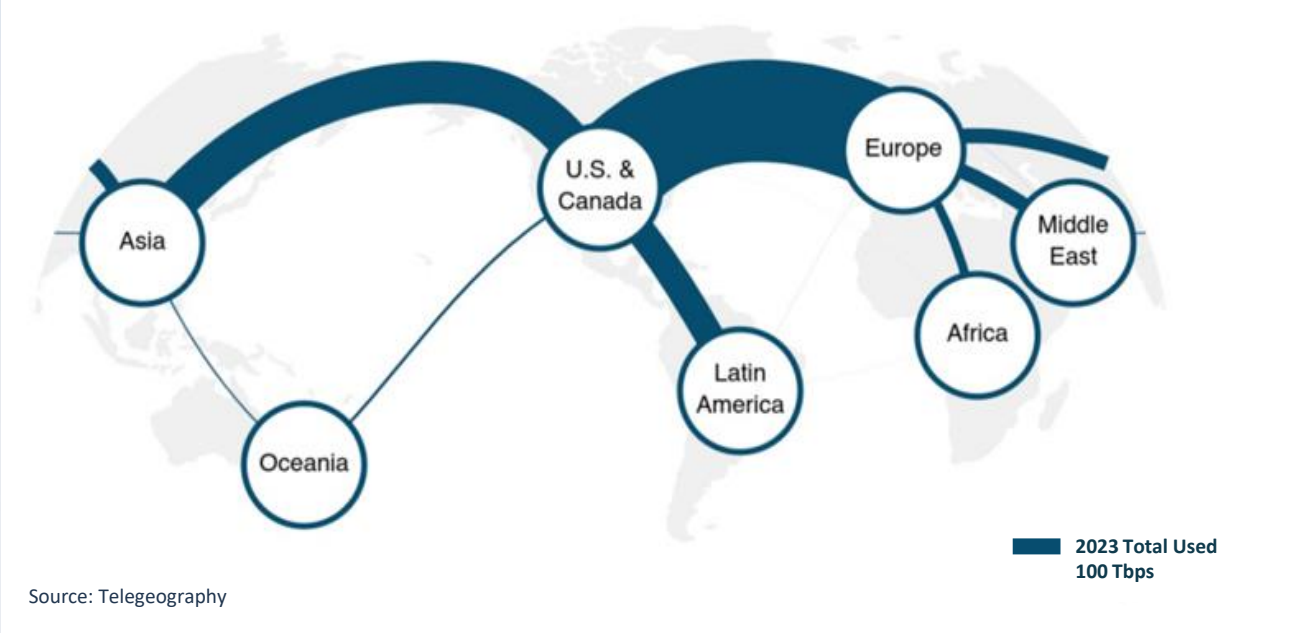 U.S. &
Canada
Europe
Asia
Middle
East
Africa
Latin
America
Oceania
2023 Total Used
100 Tbps
Source: Telegeography